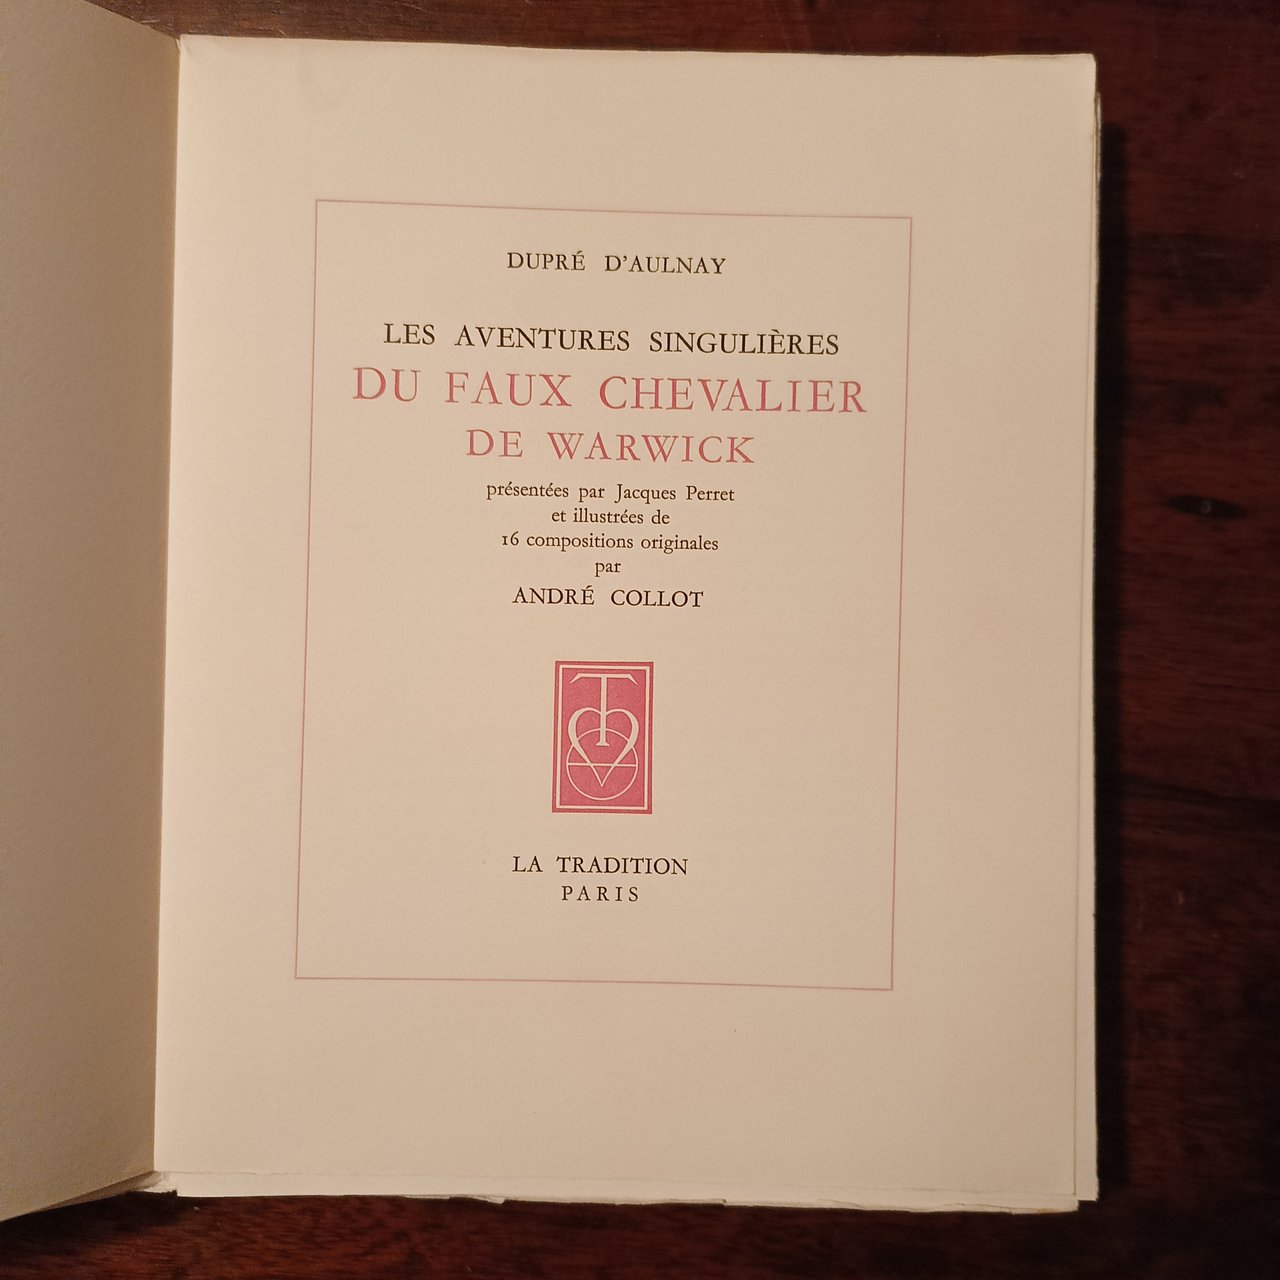 DUPRÉ D'AULNAY
LES AVENTURES SINGULIÈRES
DU FAUX CHEVALIER
DE WARWICK
présentées par Jacques Perret
et illustrées de
16 compositions originales
par
ANDRÉ COLLOT
T
LA TRADITION
PARIS